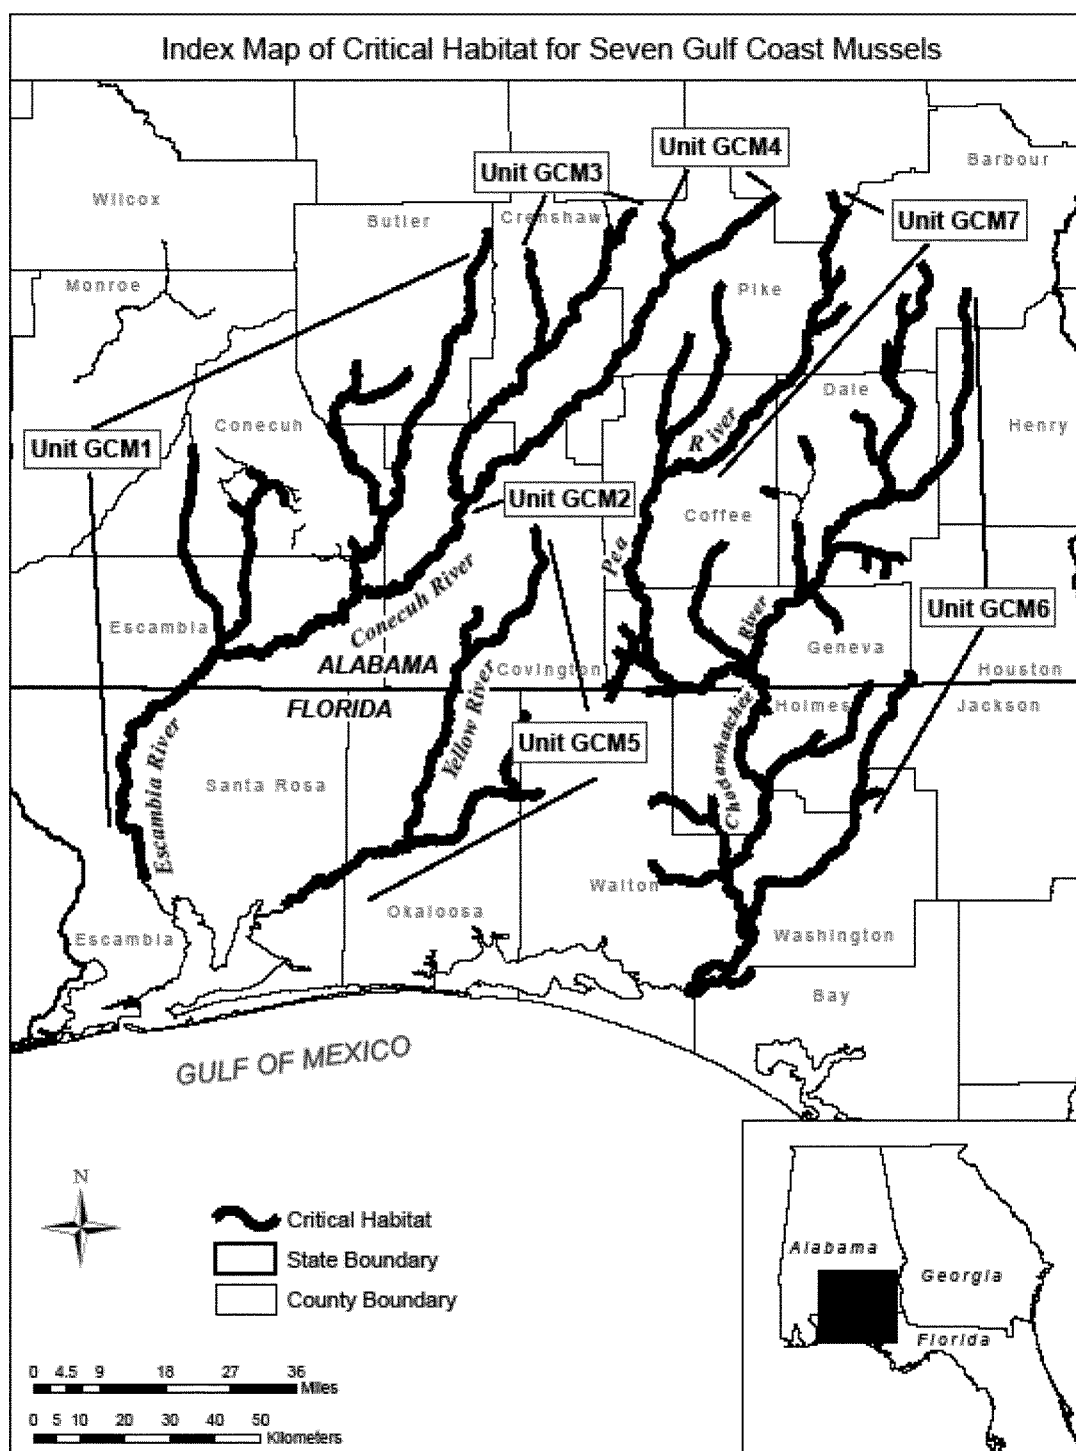 Index Map of Critical Habitat for Seven Gulf Coast Mussels
Unit GCM4
Unit GCM3
Barbour
Wilcox
Butler
Crenshaw
Unit GCM7
Monroe
Pike
Dale
Conecuh
River
Henry
Unit GCM1
Unit GCM2
Coffee
Pea
Conecuh River
Unit GCM6
Escambia
River
Geneva
ALABAMA
Covington
Houston
FLORIDA
Holmes
Jackson
Yellow River
Unit GCM5
Choctawhatchee
Escambia River
Santa Rosa
Walton
Okaloosa
Escambia
Washington
Bay
GULF OF MEXICO
N
Critical Habitat
State Boundary
County Boundary
Alabama
Georgia
Florida
0 4.5 9 18 27 36
Miles
0 5 10 20 30 40 50
Kilometers